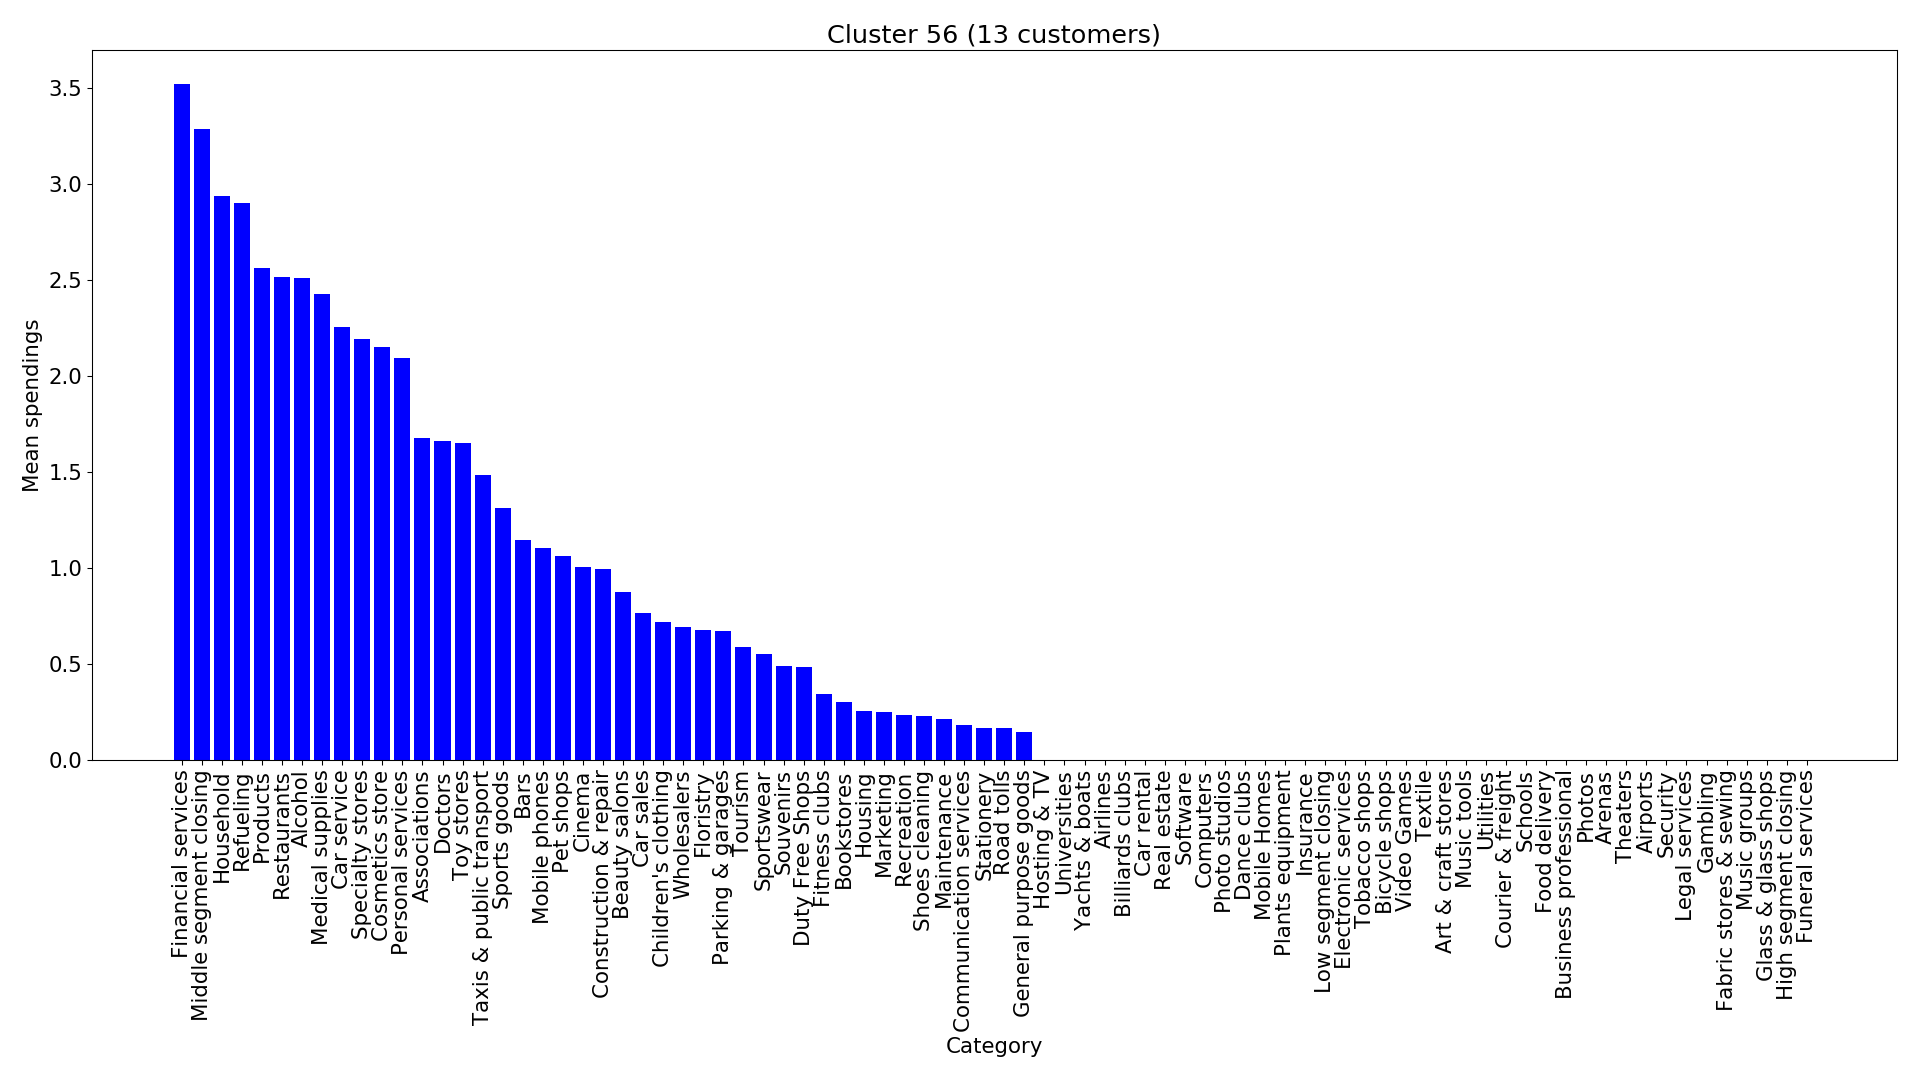 Cluster 56 (13 customers)
Mean spendings
3.5
3.0
2.5
2.0
1.5
1.0
0.5
0.0
Financial services
Middle segment closing
Household
Refueling
Products
Restaurants
Alcohol
Medical supplies
Car service
Specialty stores
Cosmetics store
Personal services
Associations
Doctors
Toy stores
Taxis & public transport
Sports goods
Bars
Mobile phones
Pet shops
Cinema
Construction & repair
Beauty salons
Car sales
Children's clothing
Wholesalers
Floristry
Parking & garages
Tourism
Sportswear
Souvenirs
Duty Free Shops
Fitness clubs
Bookstores
Housing
Marketing
Recreation
Shoes cleaning
Maintenance
Communication services
Stationery
Road tolls
General purpose goods
Hosting & TV
Universities
Yachts & boats
Airlines
Billiards clubs
Car rental
Real estate
Software
Computers
Photo studios
Dance clubs
Mobile Homes
Plants equipment
Insurance
Low segment closing
Electronic services
Tobacco shops
Bicycle shops
Video Games
Textile
Art & craft stores
Music tools
Utilities
Courier & freight
Schools
Food delivery
Business professional
Photos
Arenas
Theaters
Airports
Security
Legal services
Gambling
Fabric stores & sewing
Music groups
Glass & glass shops
High segment closing
Funeral services
Category